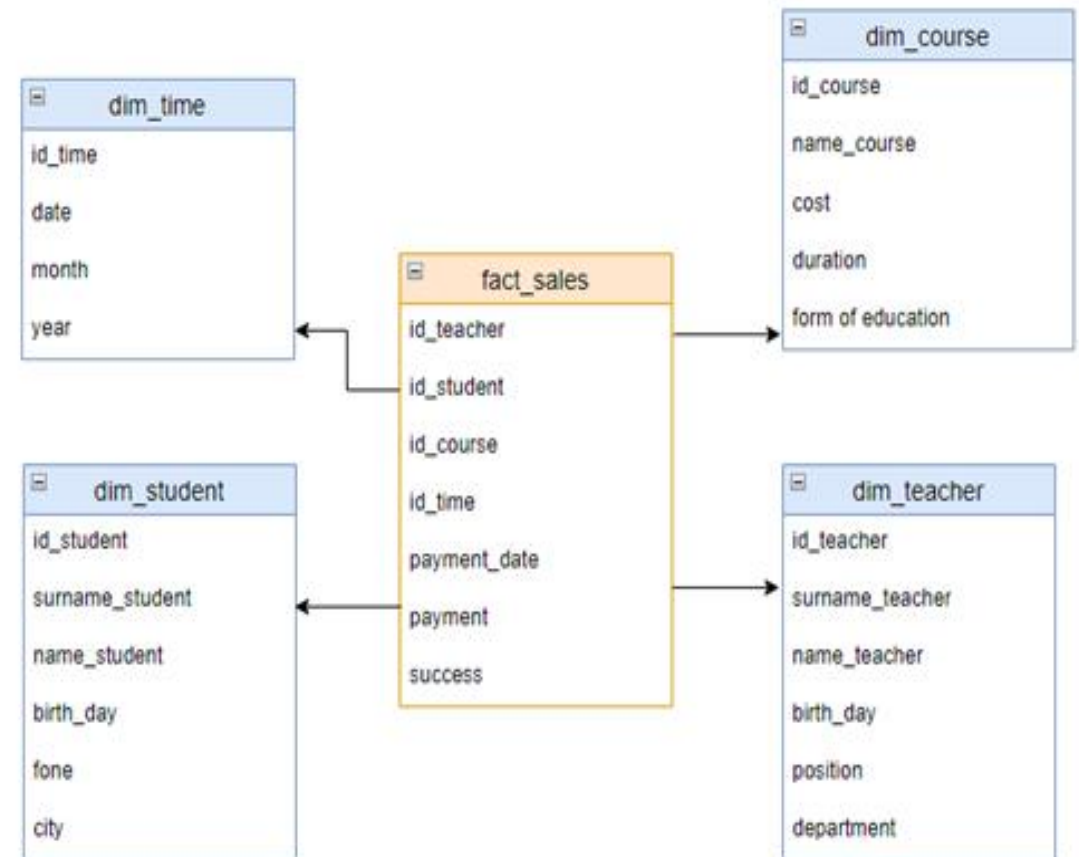 dim_time
id_time
date
month
year
dim_course
id_course
name_course
cost
duration
form of education
fact_sales
id_teacher
id_student
id_course
id_time
payment_date
payment
success
dim_student
id_student
surname_student
name_student
birth_day
fone
city
dim_teacher
id_teacher
surname_teacher
name_teacher
birth_day
position
department